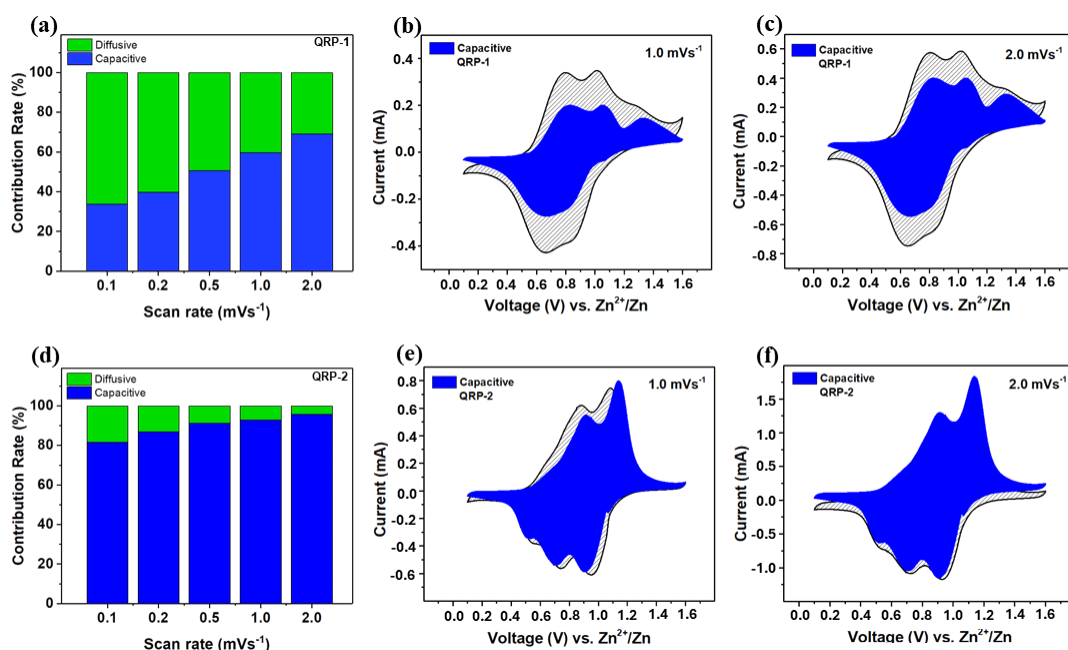 (a)
QRP-1
Diffusive
Capacitive
Contribution Rate (%)
100
80
60
40
20
0
0.1 0.2 0.5 1.0 2.0
Scan rate (mVs⁻¹)
(b)
Capacitive
QRP-1
1.0 mVs⁻¹
Current (mA)
0.4
0.2
0.0
-0.2
-0.4
0.0 0.2 0.4 0.6 0.8 1.0 1.2 1.4 1.6
Voltage (V) vs. Zn²⁺/Zn
(c)
Capacitive
QRP-1
2.0 mVs⁻¹
Current (mA)
0.6
0.4
0.2
0.0
-0.2
-0.4
-0.6
-0.8
0.0 0.2 0.4 0.6 0.8 1.0 1.2 1.4 1.6
Voltage (V) vs. Zn²⁺/Zn
(d)
QRP-2
Diffusive
Capacitive
Contribution Rate (%)
100
80
60
40
20
0
0.1 0.2 0.5 1.0 2.0
Scan rate (mVs⁻¹)
(e)
Capacitive
QRP-2
1.0 mVs⁻¹
Current (mA)
0.8
0.6
0.4
0.2
0.0
-0.2
-0.4
-0.6
0.0 0.2 0.4 0.6 0.8 1.0 1.2 1.4 1.6
Voltage (V) vs. Zn²⁺/Zn
(f)
Capacitive
QRP-2
2.0 mVs⁻¹
Current (mA)
1.5
1.0
0.5
0.0
-0.5
-1.0
0.0 0.2 0.4 0.6 0.8 1.0 1.2 1.4 1.6
Voltage (V) vs. Zn²⁺/Zn